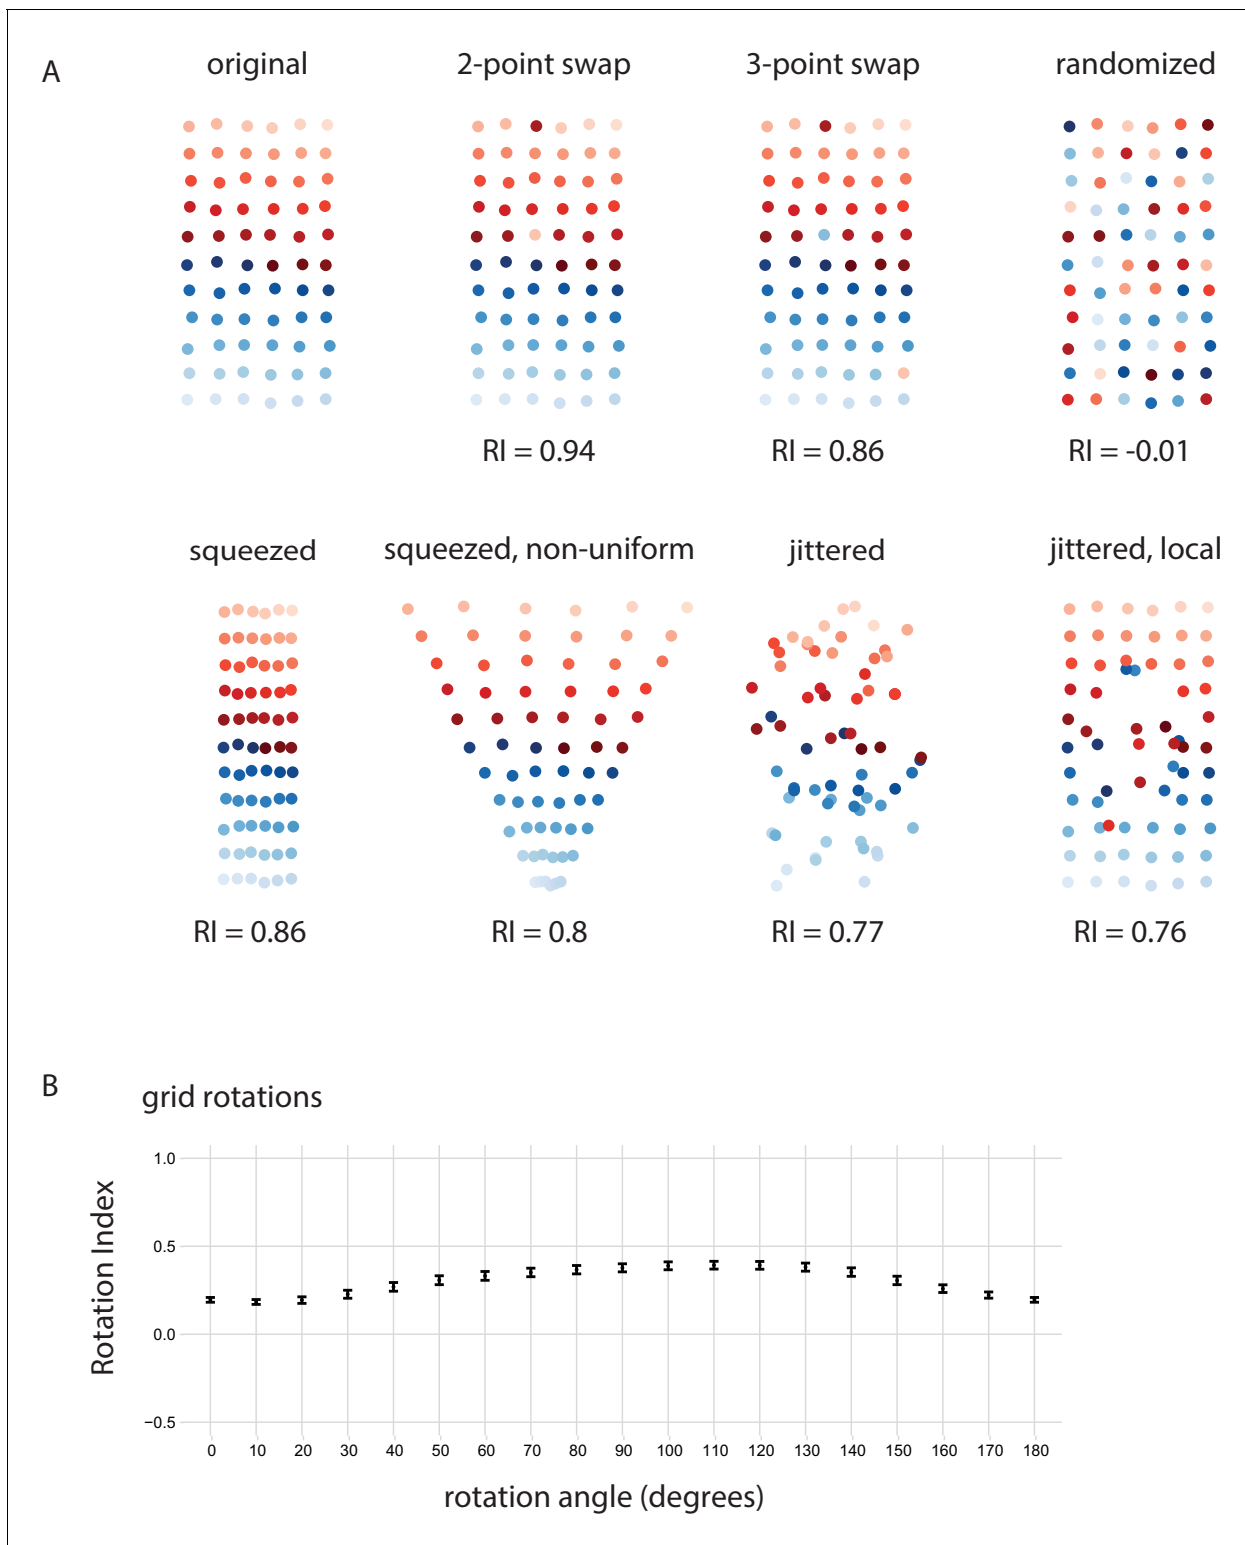 A
original
2-point swap
3-point swap
randomized
RI = 0.94
RI = 0.86
RI = -0.01
squeezed
squeezed, non-uniform
jittered
jittered, local
RI = 0.86
RI = 0.8
RI = 0.77
RI = 0.76
B
grid rotations
Rotation Index
1.0
0.5
0.0
−0.5
0 10 20 30 40 50 60 70 80 90 100 110 120 130 140 150 160 170 180
rotation angle (degrees)